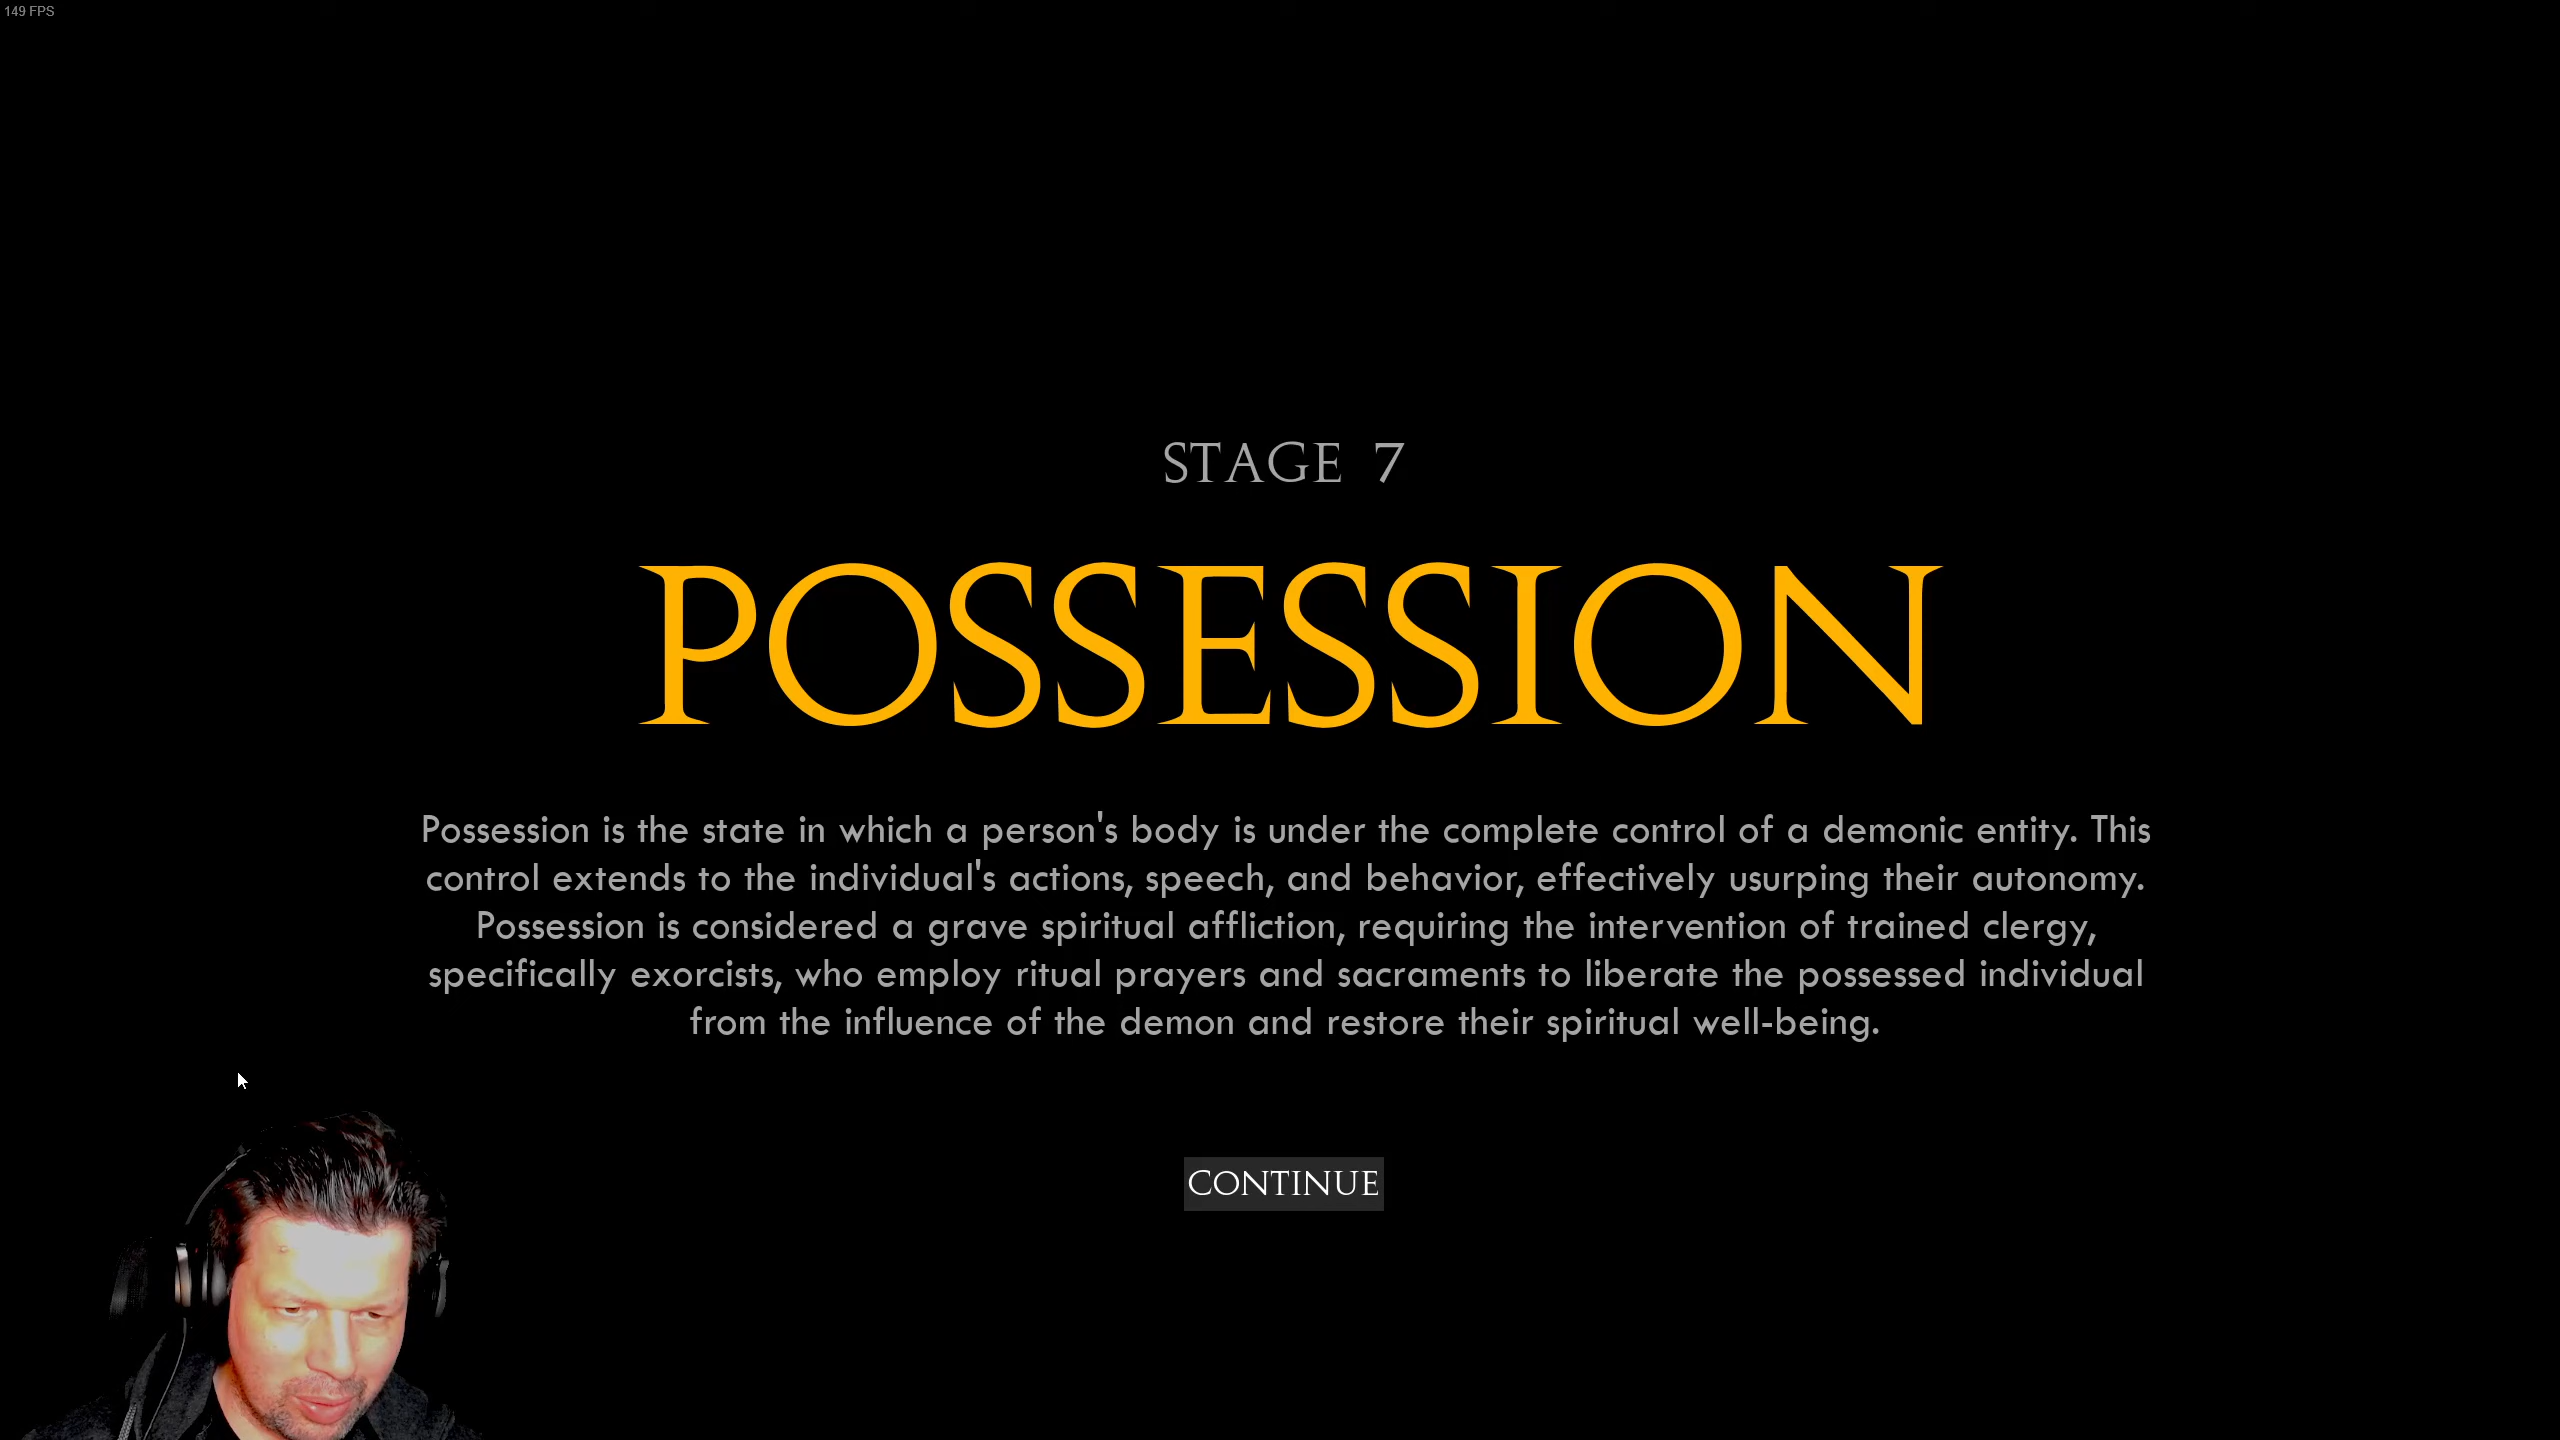 149 FPS
STAGE 7
POSSESSION
Possession is the state in which a person's body is under the complete control of a demonic entity. This
control extends to the individual's actions, speech, and behavior, effectively usurping their autonomy.
Possession is considered a grave spiritual affliction, requiring the intervention of trained clergy,
specifically exorcists, who employ ritual prayers and sacraments to liberate the possessed individual
from the influence of the demon and restore their spiritual well-being.
CONTINUE